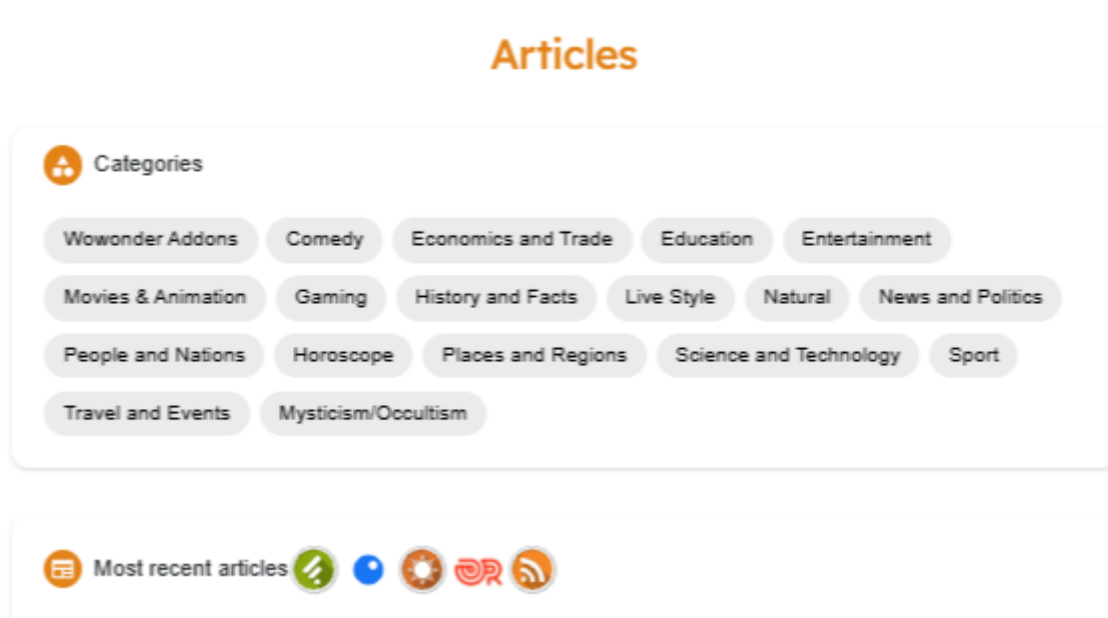 Articles
Categories
Wowonder Addons Comedy Economics and Trade Education Entertainment
Movies & Animation Gaming History and Facts Live Style Natural News and Politics
People and Nations Horoscope Places and Regions Science and Technology Sport
Travel and Events Mysticism/Occultism
Most recent articles